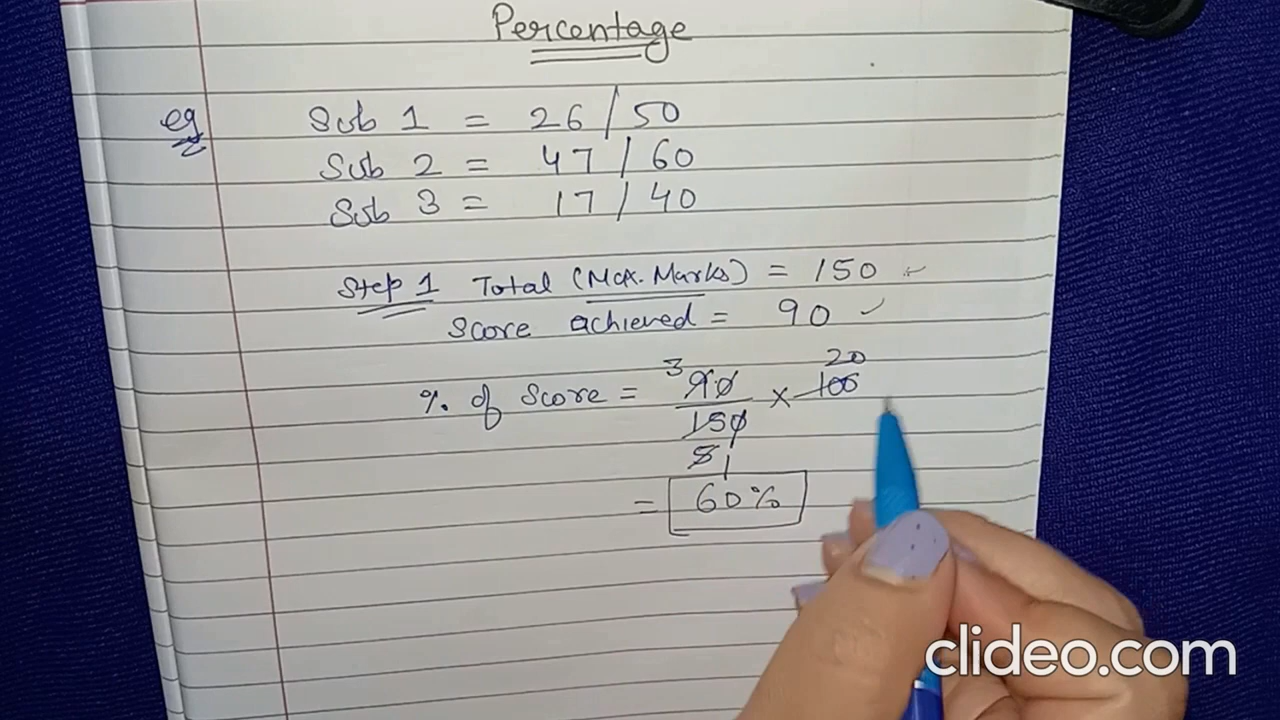 Percentage
eg Sub 1 = 26/50
Sub 2 = 47/60
Sub 3 = 17/40
Step 1 Total (Max. Marks) = 150 ✓
Score achieved = 90 ✓
3 20
% of Score = 90 × 100
150
5 1
= 60%
clideo.com